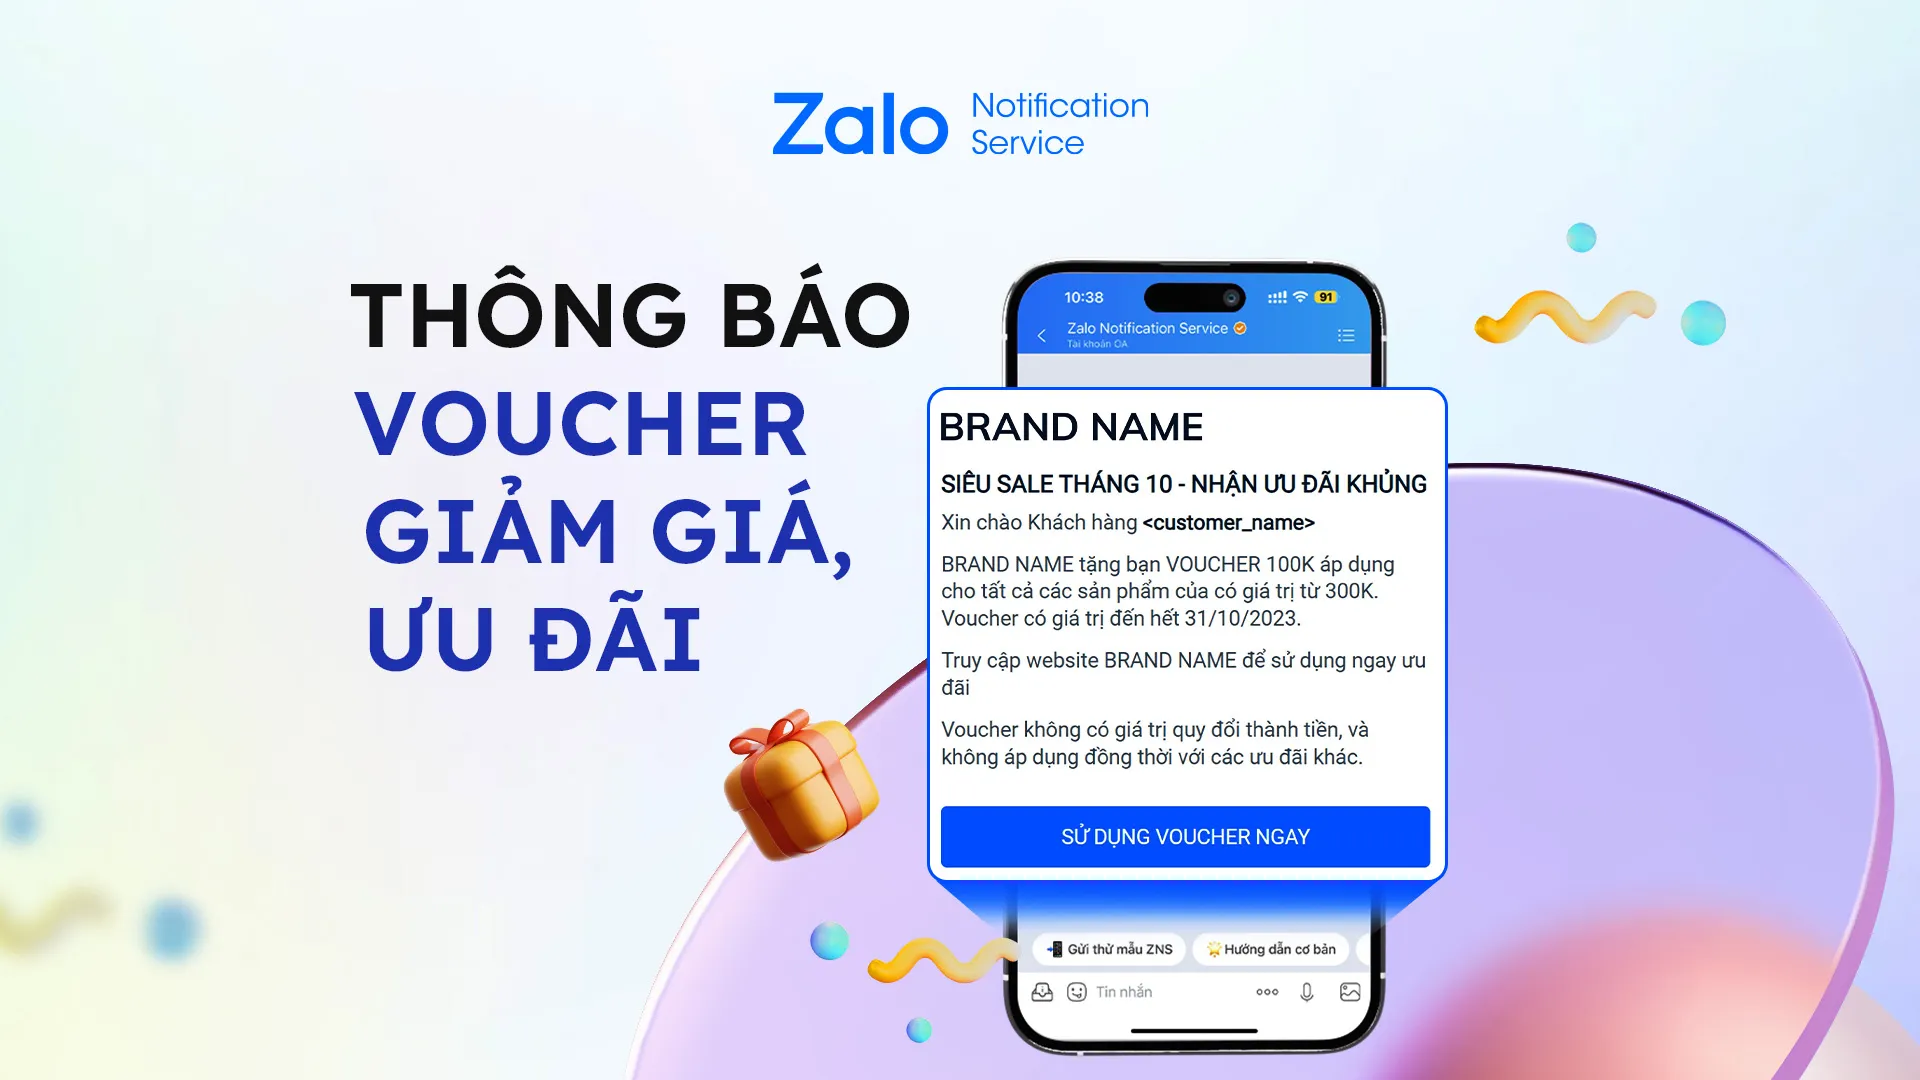 Zalo Notification
Service
THÔNG BÁO
VOUCHER
GIẢM GIÁ,
ƯU ĐÃI
10:38
91
Zalo Notification Service
Tài khoản OA
BRAND NAME
SIÊU SALE THÁNG 10 - NHẬN ƯU ĐÃI KHỦNG
Xin chào Khách hàng <customer_name>
BRAND NAME tặng bạn VOUCHER 100K áp dụng
cho tất cả các sản phẩm của có giá trị từ 300K.
Voucher có giá trị đến hết 31/10/2023.
Truy cập website BRAND NAME để sử dụng ngay ưu
đãi
Voucher không có giá trị quy đổi thành tiền, và
không áp dụng đồng thời với các ưu đãi khác.
SỬ DỤNG VOUCHER NGAY
Gửi thử mẫu ZNS
Hướng dẫn cơ bản
Tin nhắn